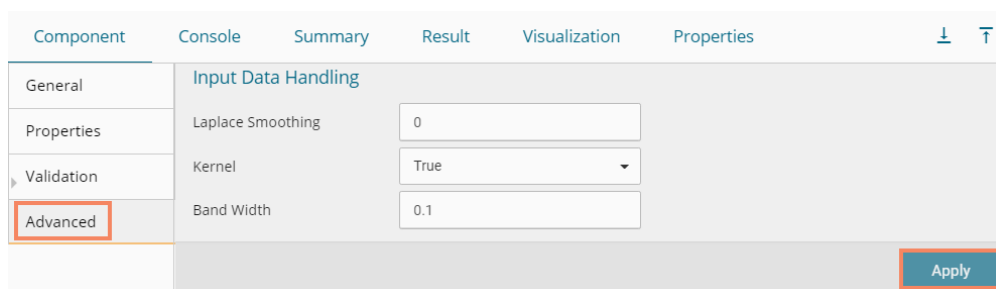 Component Console Summary Result Visualization Properties
General
Input Data Handling
Laplace Smoothing 0
Properties
Kernel True
Validation
Band Width 0.1
Advanced
Apply